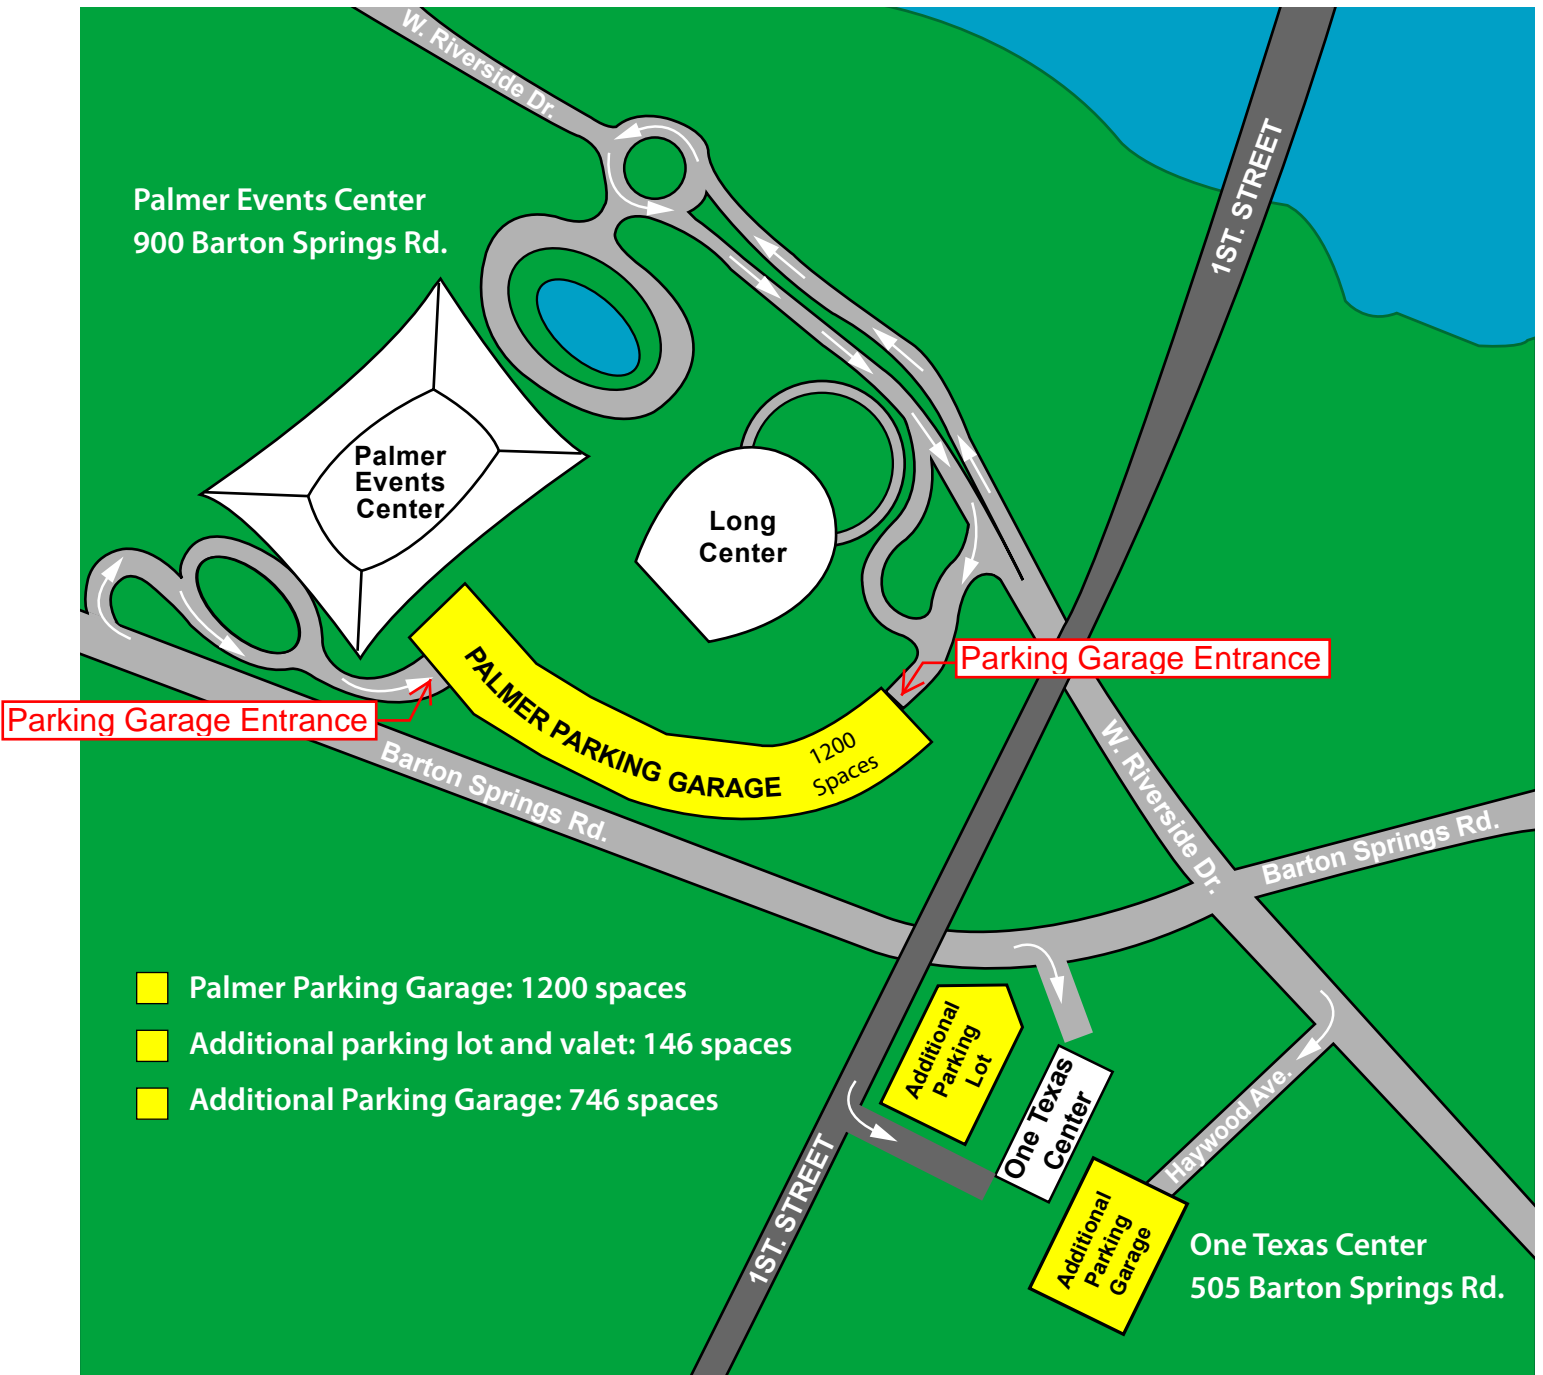 W. Riverside Dr.
1ST. STREET
Palmer Events Center
900 Barton Springs Rd.
Palmer
Events
Center
Long
Center
Parking Garage Entrance
Parking Garage Entrance
PALMER PARKING GARAGE
1200
Spaces
Barton Springs Rd.
W. Riverside Dr.
Barton Springs Rd.
Palmer Parking Garage: 1200 spaces
Additional parking lot and valet: 146 spaces
Additional Parking Garage: 746 spaces
Additional
Parking
Lot
One Texas
Center
Haywood Ave.
1ST. STREET
Additional
Parking
Garage
One Texas Center
505 Barton Springs Rd.